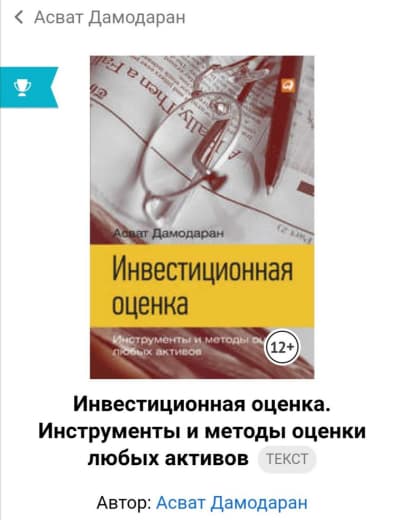 Асват Дамодаран
Асват Дамодаран
Инвестиционная
оценка
Инструменты и методы
любых активов
12+
Инвестиционная оценка.
Инструменты и методы оценки
любых активов ТЕКСТ
Автор: Асват Дамодаран